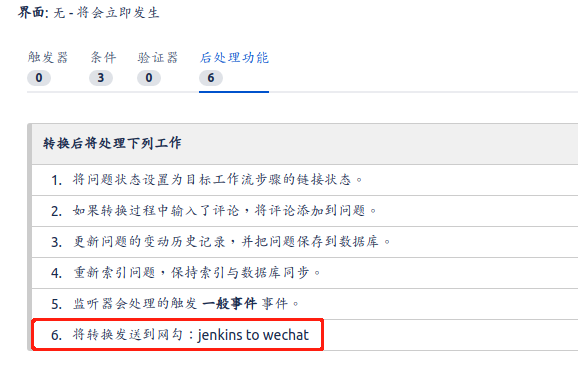 界面: 无 - 将会立即发生
触发器 条件 验证器 后处理功能
0 3 0 6
转换后将处理下列工作
1. 将问题状态设置为目标工作流步骤的链接状态。
2. 如果转换过程中输入了评论，将评论添加到问题。
3. 更新问题的变动历史记录，并把问题保存到数据库。
4. 重新索引问题，保持索引与数据库同步。
5. 监听器会处理的触发 一般事件 事件。
6. 将转换发送到网勾：jenkins to wechat